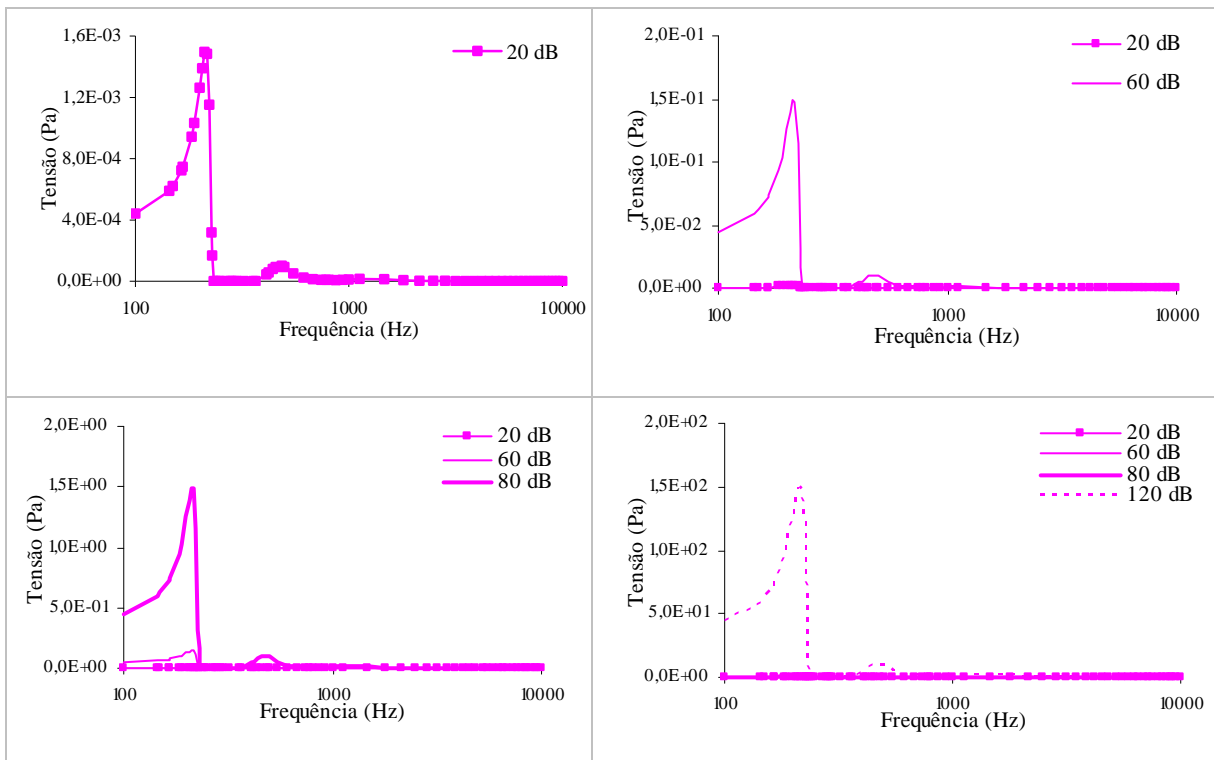 1,6E-03
1,2E-03
8,0E-04
4,0E-04
0,0E+00
Tensão (Pa)
100
1000
10000
Frequência (Hz)
20 dB
2,0E-01
1,5E-01
1,0E-01
5,0E-02
0,0E+00
Tensão (Pa)
100
1000
10000
Frequência (Hz)
20 dB
60 dB
2,0E+00
1,5E+00
1,0E+00
5,0E-01
0,0E+00
Tensão (Pa)
100
1000
10000
Frequência (Hz)
20 dB
60 dB
80 dB
2,0E+02
1,5E+02
1,0E+02
5,0E+01
0,0E+00
Tensão (Pa)
100
1000
10000
Frequência (Hz)
20 dB
60 dB
80 dB
120 dB